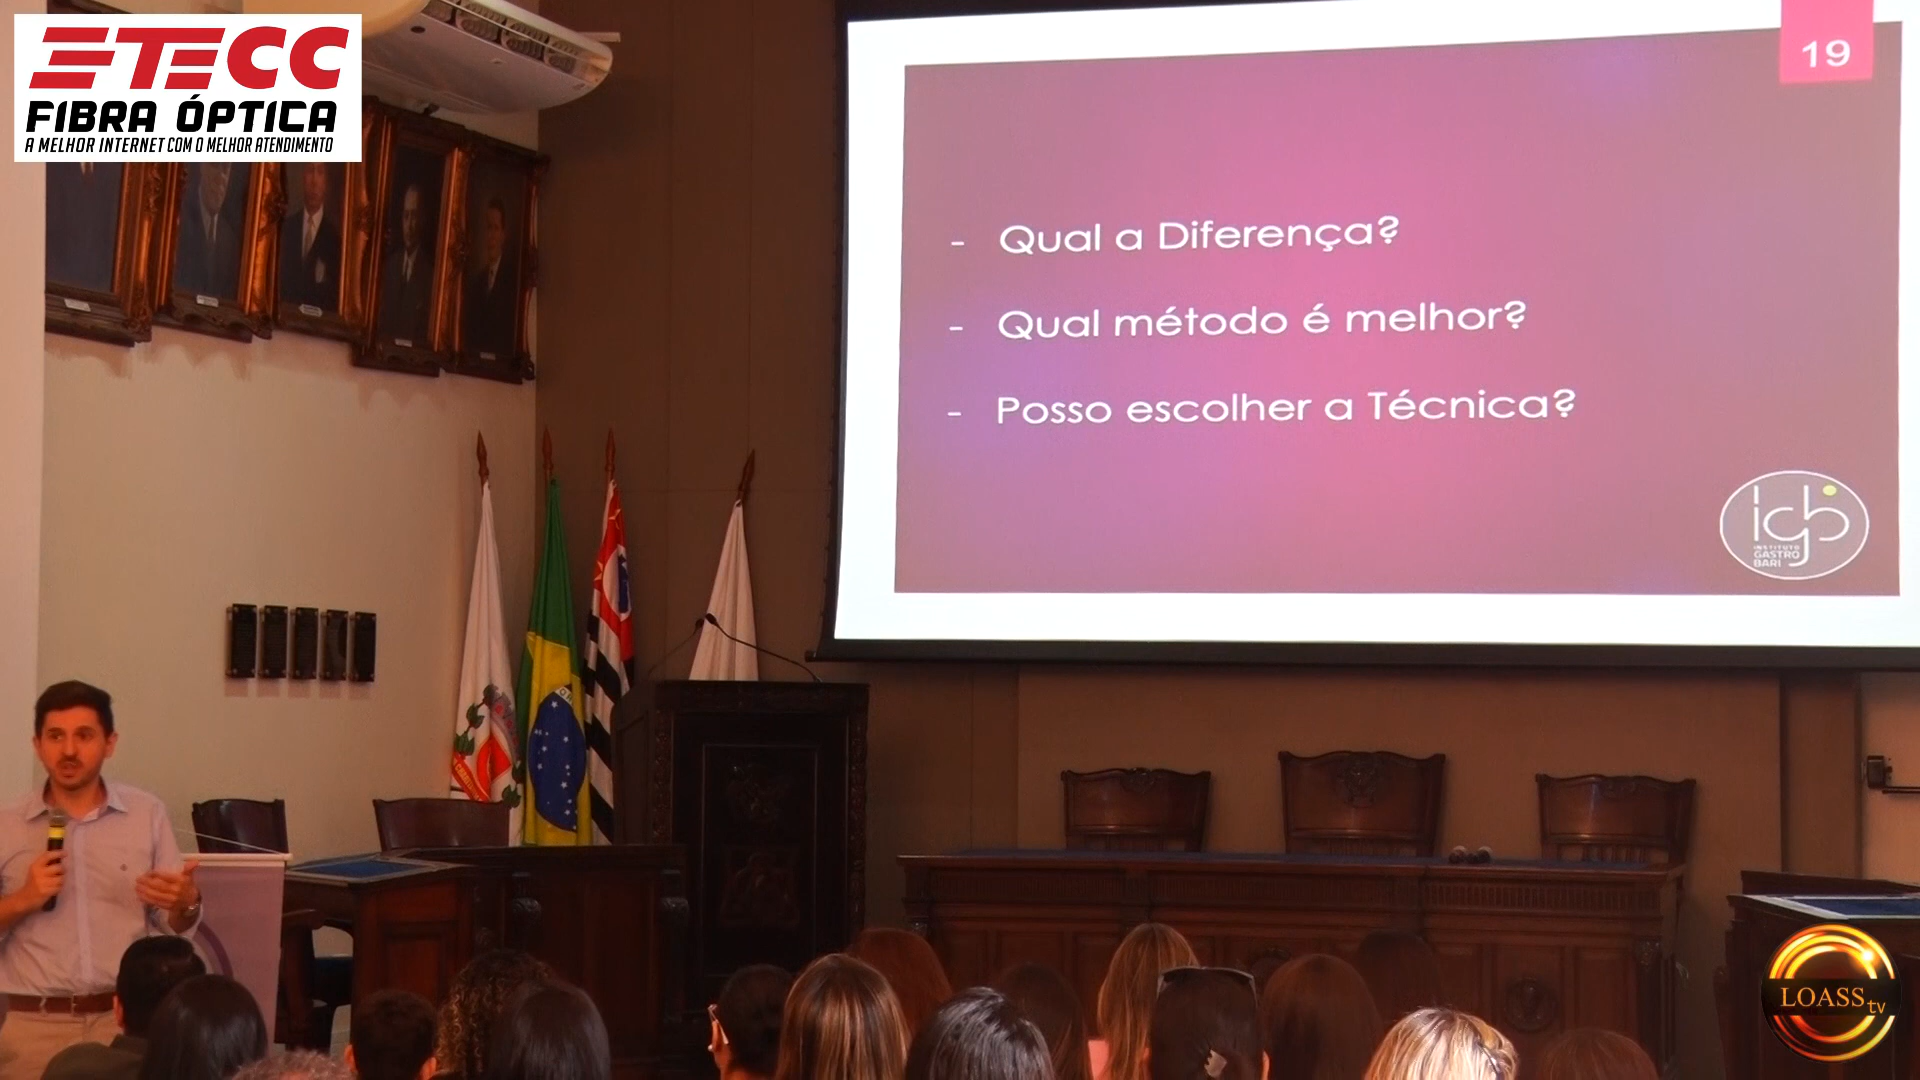 ETECC
FIBRA ÓPTICA
A MELHOR INTERNET COM O MELHOR ATENDIMENTO
19
- Qual a Diferença?
- Qual método é melhor?
- Posso escolher a Técnica?
igb
INSTITUTO
GASTRO
BARI
LOASS tv